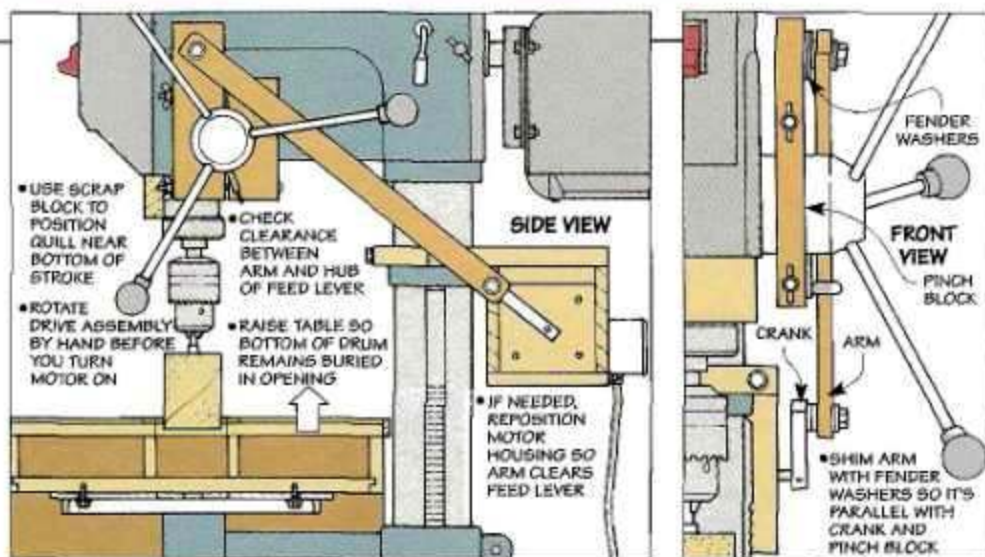 • USE SCRAP
BLOCK TO
POSITION
QUILL NEAR
BOTTOM OF
STROKE
• ROTATE
DRIVE ASSEMBLY
BY HAND BEFORE
YOU TURN
MOTOR ON
• CHECK
CLEARANCE
BETWEEN
ARM AND HUB
OF FEED LEVER
• RAISE TABLE SO
BOTTOM OF DRUM
REMAINS BURIED
IN OPENING
SIDE VIEW
• IF NEEDED,
REPOSITION
MOTOR
HOUSING SO
ARM CLEARS
FEED LEVER
FENDER
WASHERS
FRONT
VIEW
PINCH
BLOCK
CRANK
ARM
• SHIM ARM
WITH FENDER
WASHERS SO IT'S
PARALLEL WITH
CRANK AND
PINCH BLOCK